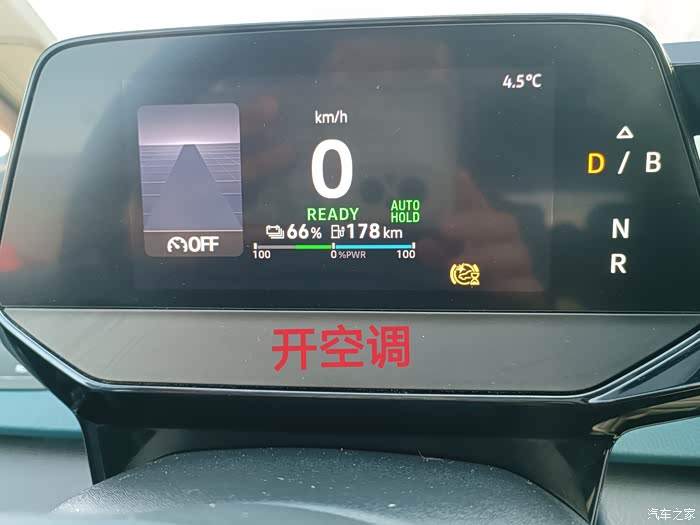 4.5°C
km/h
0
READY
AUTO
HOLD
66%
178 km
100
0 %PWR
100
OFF
D / B
N
R
开空调
汽车之家